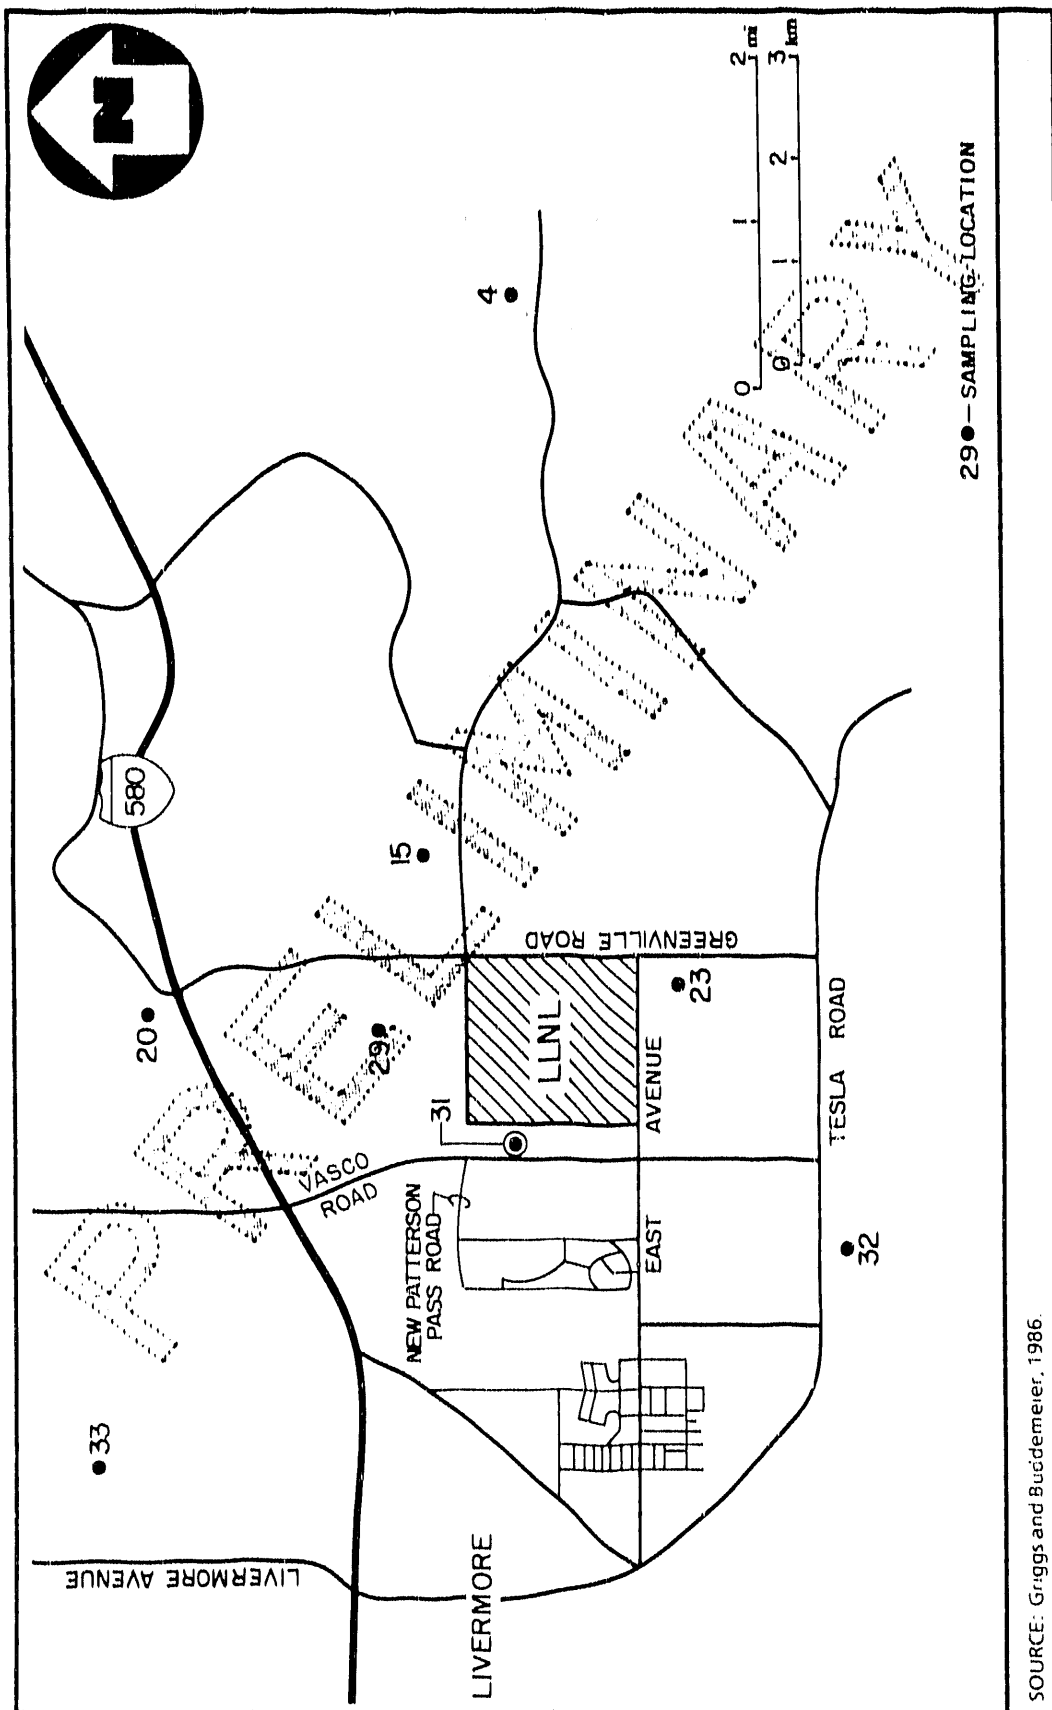 N
580
33
20
4
15
29
31
23
32
LIVERMORE AVENUE
VASCO
ROAD
NEW PATTERSON
PASS ROAD
LLNL
GREENVILLE ROAD
LIVERMORE
EAST
AVENUE
TESLA ROAD
PRELIMINARY
0 1 2 mi
0 1 2 3 km
29 – SAMPLING LOCATION
SOURCE: Griggs and Buddemeier, 1986.